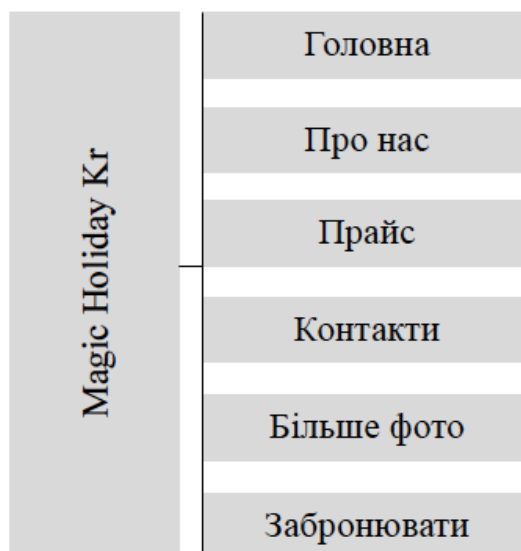 Magic Holiday Kr
Головна
Про нас
Прайс
Контакти
Більше фото
Забронювати